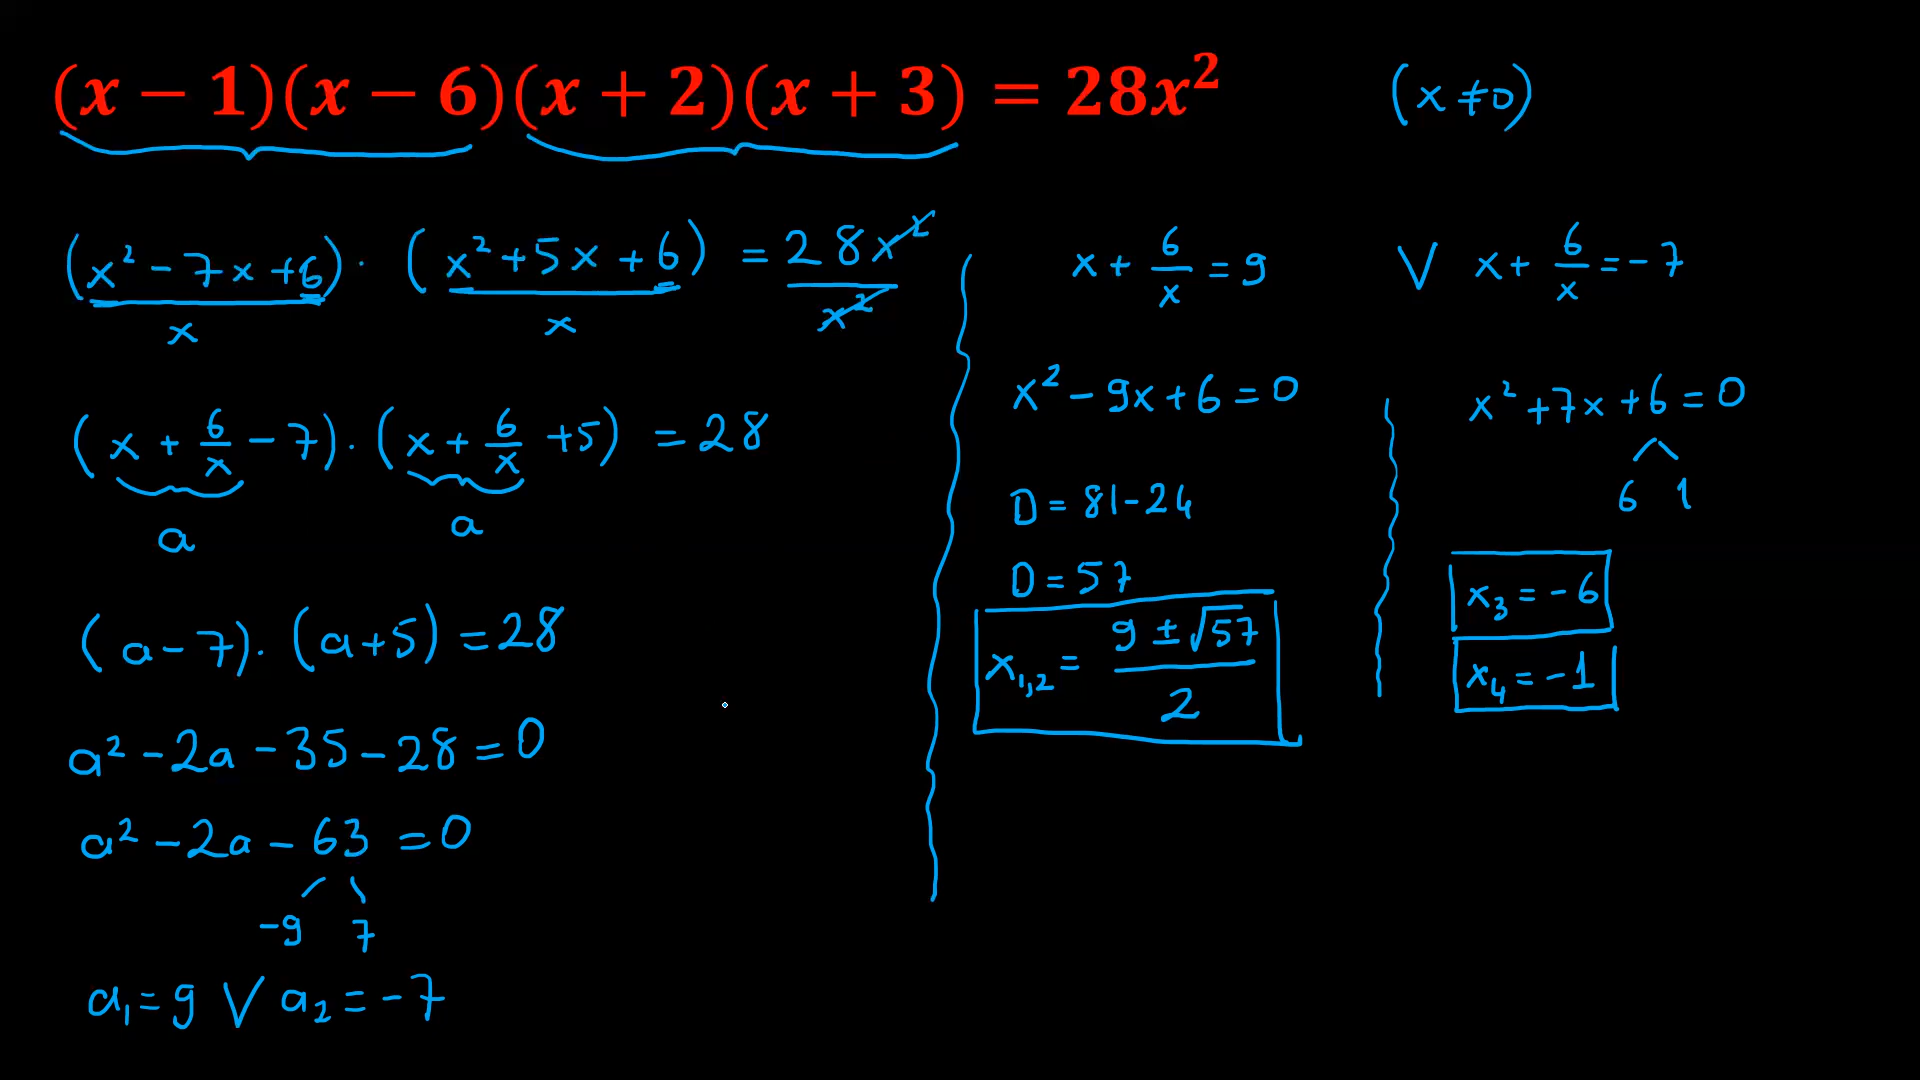 (x − 1)(x − 6)(x + 2)(x + 3) = 28x²
(x ≠ 0)
(x² - 7x + 6)/x · (x² + 5x + 6)/x = 28x²/x²
(x + 6/x - 7) · (x + 6/x + 5) = 28
a a
(a - 7) · (a + 5) = 28
a² - 2a - 35 - 28 = 0
a² - 2a - 63 = 0
-9 7
a₁ = 9 V a₂ = -7
x + 6/x = 9 V x + 6/x = -7
x² - 9x + 6 = 0
D = 81 - 24
D = 57
x₁,₂ = (9 ± √57)/2
x² + 7x + 6 = 0
6 1
x₃ = -6
x₄ = -1